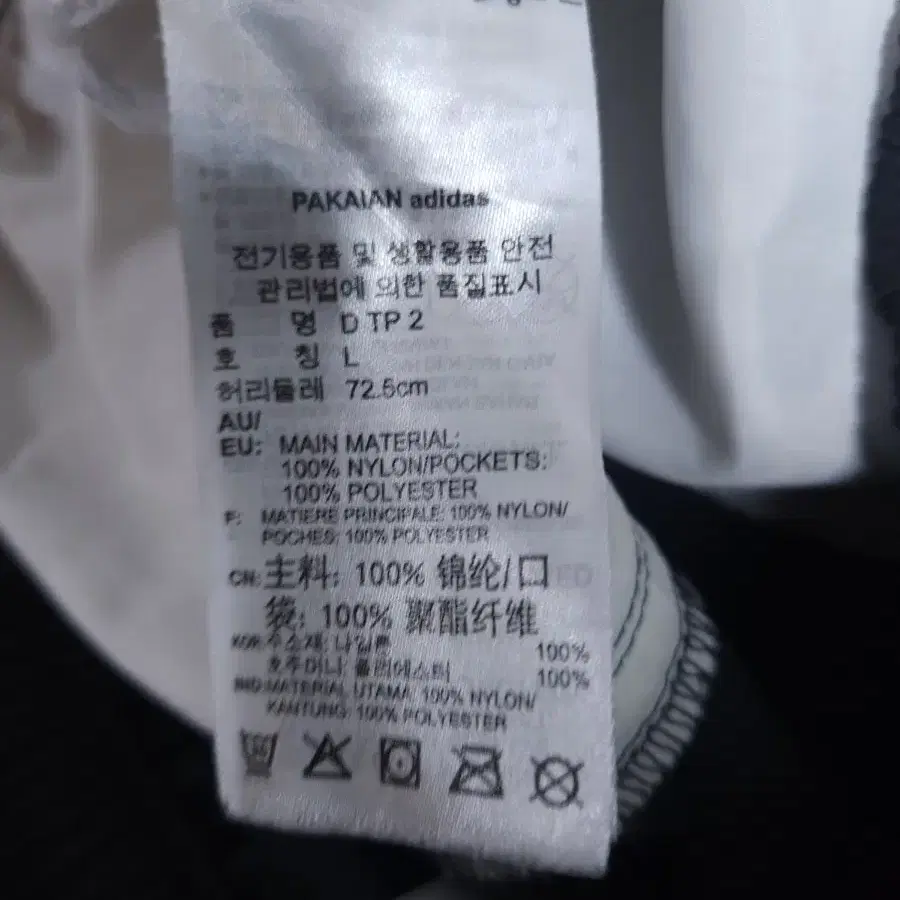 PAKAIAN adidas
전기용품 및 생활용품 안전
관리법에 의한 품질표시
품 명 D TP 2
호 칭 L
허리둘레 72.5cm
AU/
EU: MAIN MATERIAL:
100% NYLON/POCKETS:
100% POLYESTER
F: MATIERE PRINCIPALE: 100% NYLON/
POCHES: 100% POLYESTER
CN: 主料: 100% 锦纶/口
袋: 100% 聚酯纤维
KOR: 주소재: 나일론 100%
호주머니: 폴리에스터 100%
IND: MATERIAL UTAMA: 100% NYLON/
KANTUNG: 100% POLYESTER